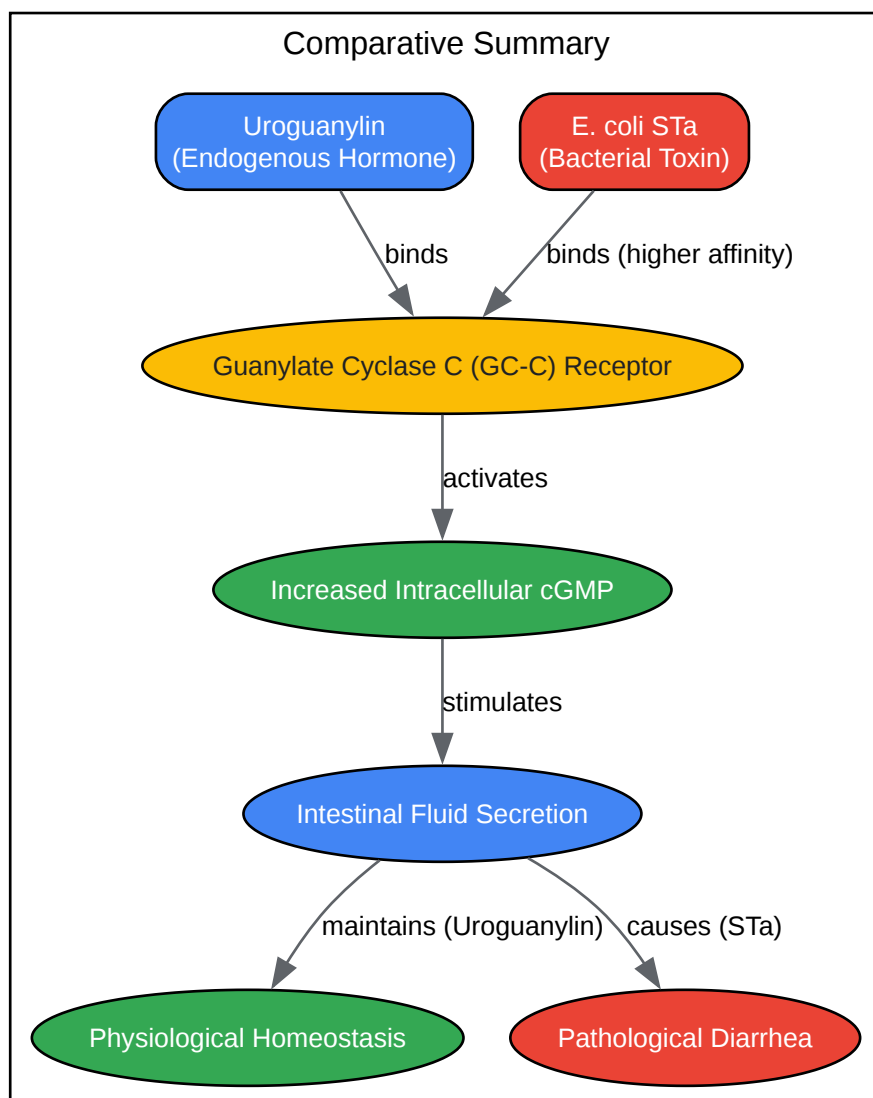 Comparative Summary
Uroguanylin
(Endogenous Hormone)
E. coli STa
(Bacterial Toxin)
binds
binds (higher affinity)
Guanylate Cyclase C (GC-C) Receptor
activates
Increased Intracellular cGMP
stimulates
Intestinal Fluid Secretion
maintains (Uroguanylin)
causes (STa)
Physiological Homeostasis
Pathological Diarrhea